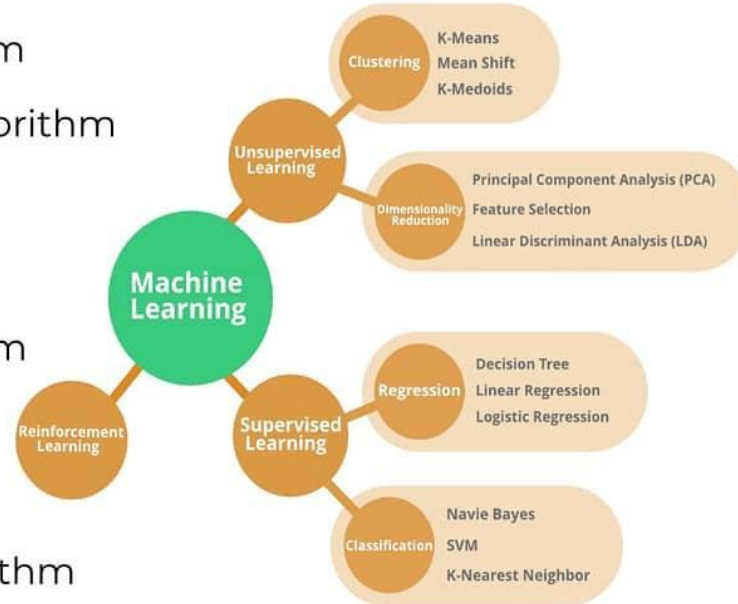 m
orithm
m
thm
Machine
Learning
Unsupervised
Learning
Clustering
K-Means
Mean Shift
K-Medoids
Dimensionality
Reduction
Principal Component Analysis (PCA)
Feature Selection
Linear Discriminant Analysis (LDA)
Supervised
Learning
Regression
Decision Tree
Linear Regression
Logistic Regression
Classification
Navie Bayes
SVM
K-Nearest Neighbor
Reinforcement
Learning